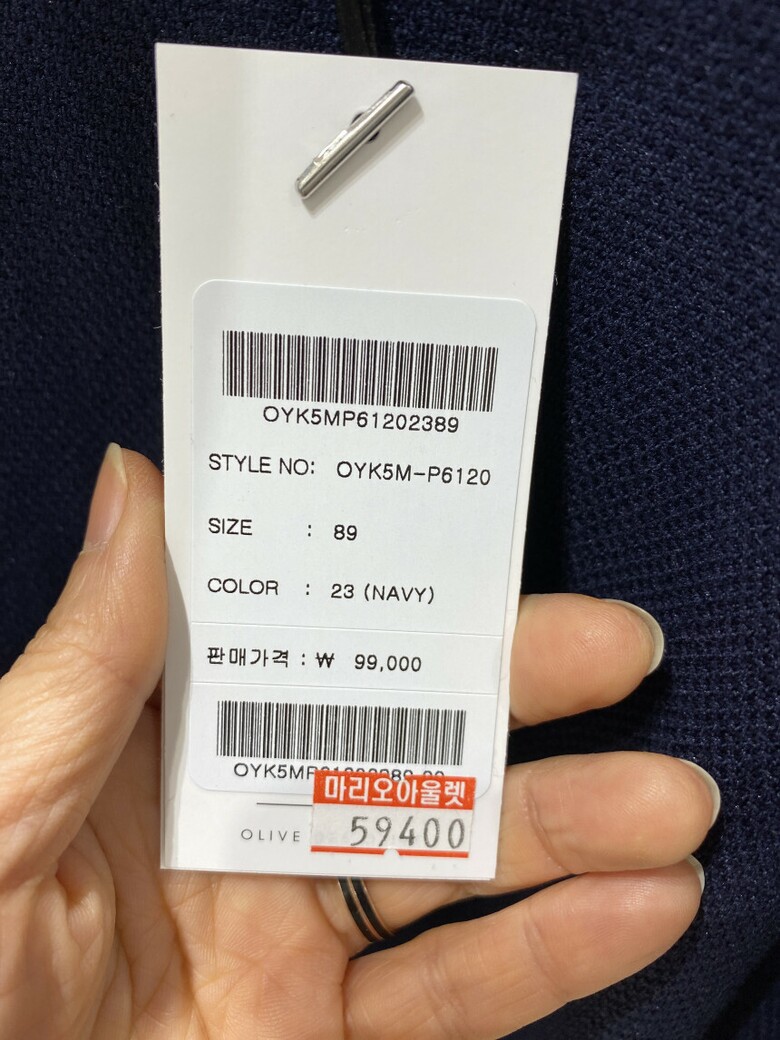 OYK5MP61202389
STYLE NO: OYK5M-P6120
SIZE : 89
COLOR : 23 (NAVY)
판매가격 : ₩ 99,000
마리오아울렛
59400
OLIVE